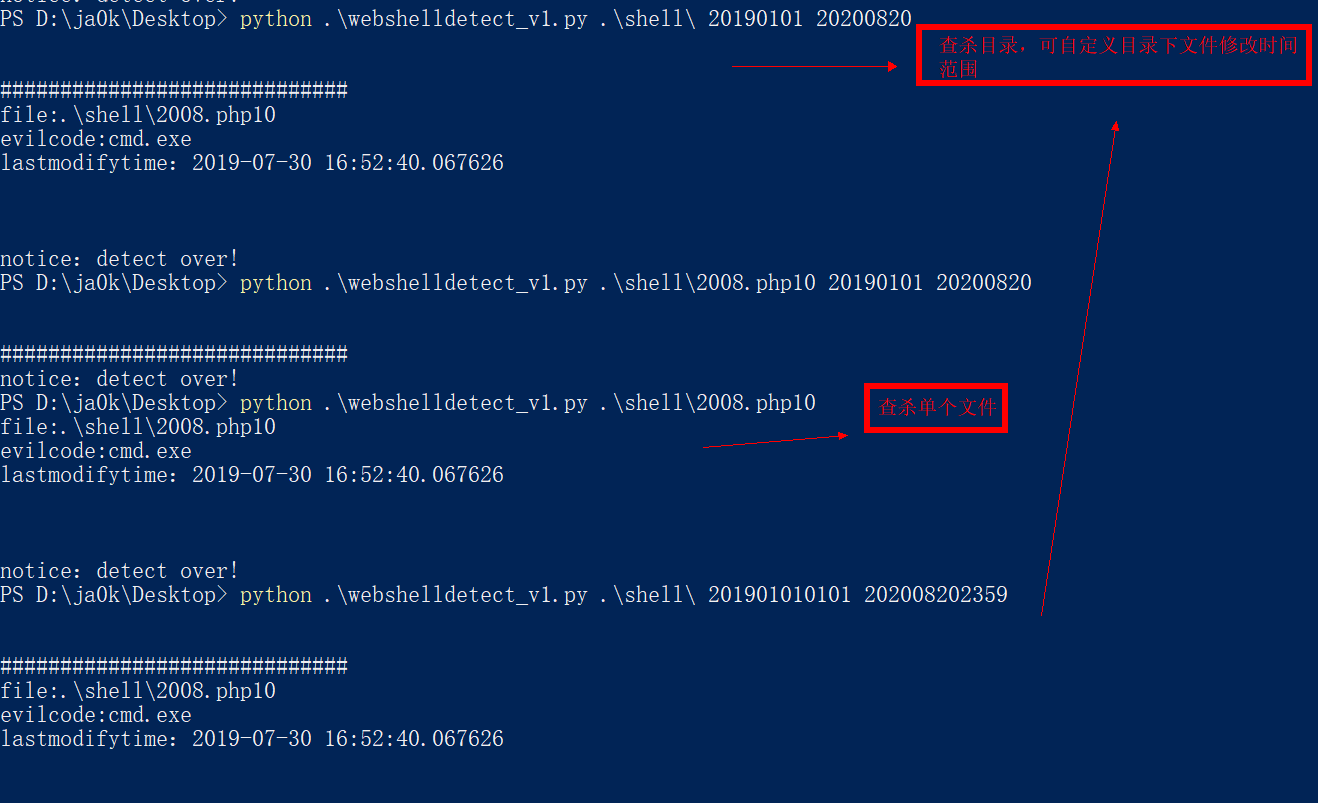 PS D:\ja0k\Desktop> python .\webshelldetect_v1.py .\shell\ 20190101 20200820
查杀目录，可自定义目录下文件修改时间
范围
#############################
file:.\shell\2008.php10
evilcode:cmd.exe
lastmodifytime: 2019-07-30 16:52:40.067626
notice: detect over!
PS D:\ja0k\Desktop> python .\webshelldetect_v1.py .\shell\2008.php10 20190101 20200820
#############################
notice: detect over!
PS D:\ja0k\Desktop> python .\webshelldetect_v1.py .\shell\2008.php10
查杀单个文件
file:.\shell\2008.php10
evilcode:cmd.exe
lastmodifytime: 2019-07-30 16:52:40.067626
notice: detect over!
PS D:\ja0k\Desktop> python .\webshelldetect_v1.py .\shell\ 201901010101 202008202359
#############################
file:.\shell\2008.php10
evilcode:cmd.exe
lastmodifytime: 2019-07-30 16:52:40.067626